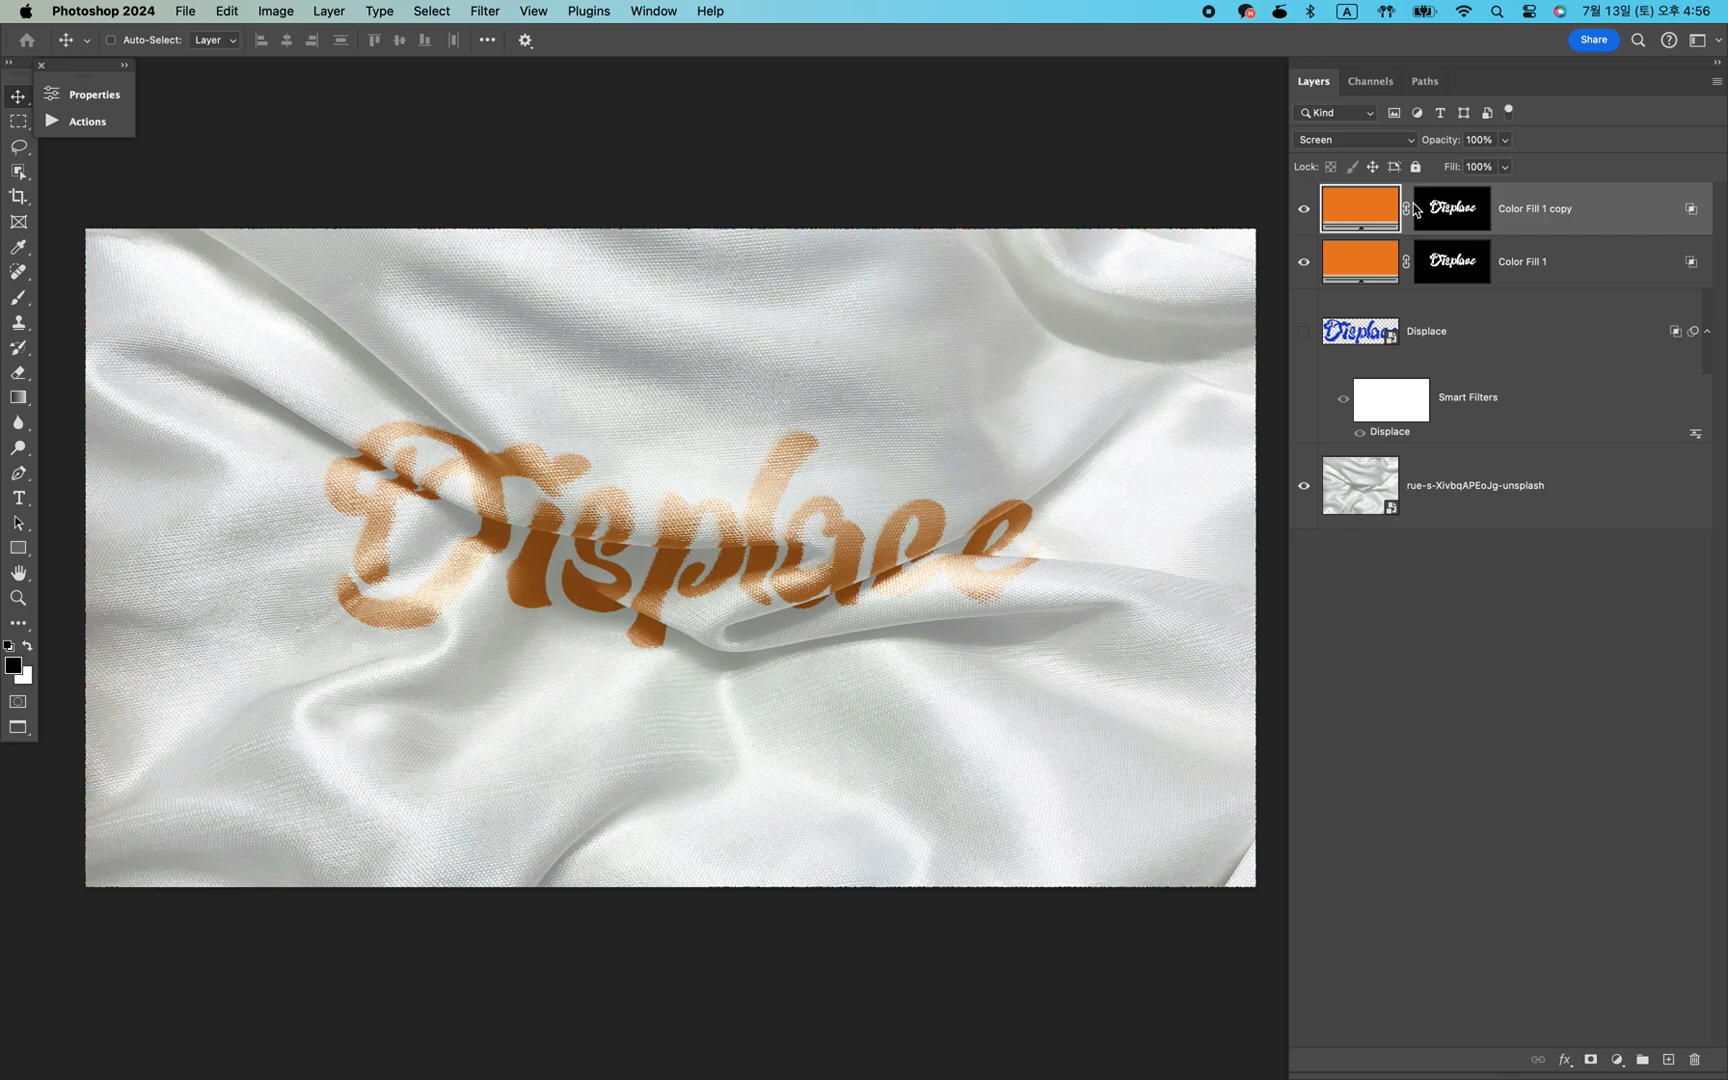 Photoshop 2024 File Edit Image Layer Type Select Filter View Plugins Window Help A 7월 13일 (토) 오후 4:56
Auto-Select: Layer Share
Properties
Actions
Layers Channels Paths
Kind
Screen Opacity: 100%
Lock: Fill: 100%
Displace Color Fill 1 copy
Displace Color Fill 1
Displace Displace
Smart Filters
Displace
rue-s-XivbqAPEoJg-unsplash
Displace
T
fx